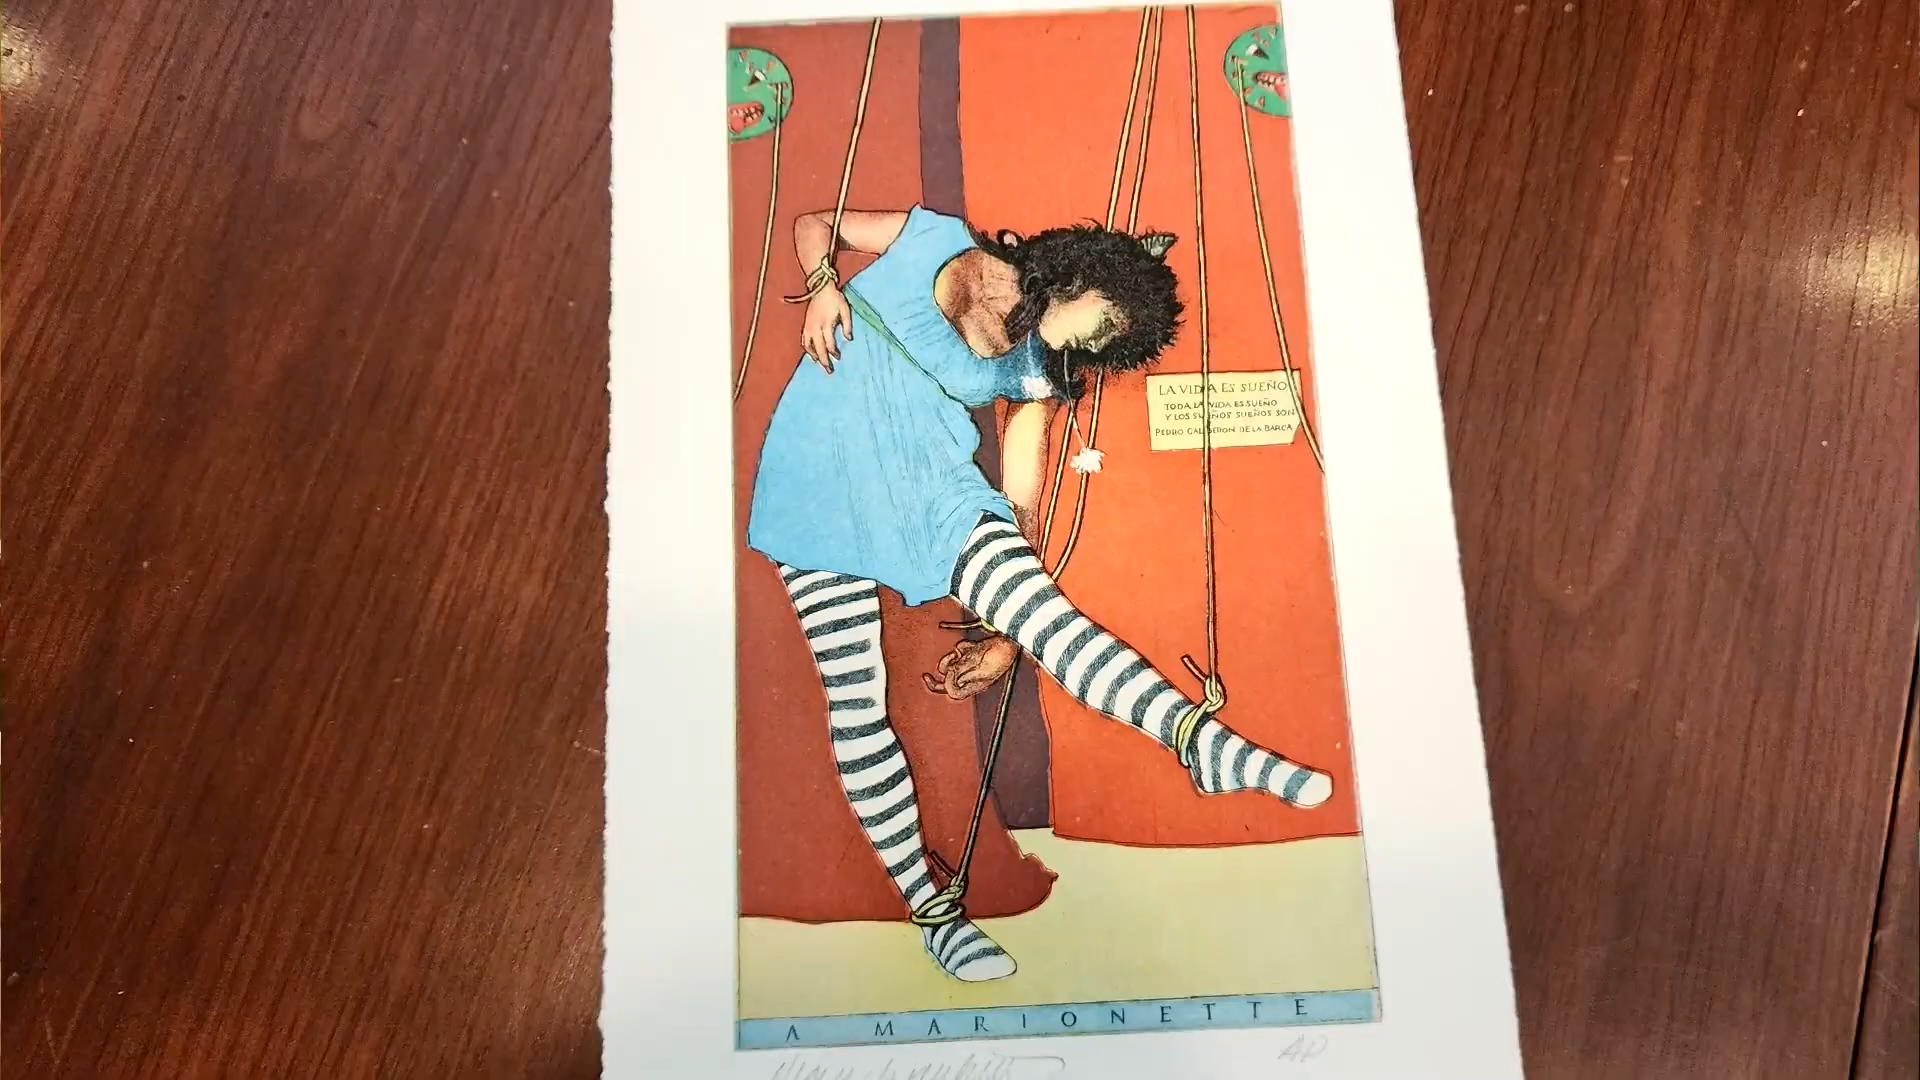 LA VIDA ES SUEÑO
TODA LA VIDA ES SUEÑO
Y LOS SUEÑOS SUEÑOS SON
PEDRO CALDERON DE LA BARCA
A MARIONETTE
AP